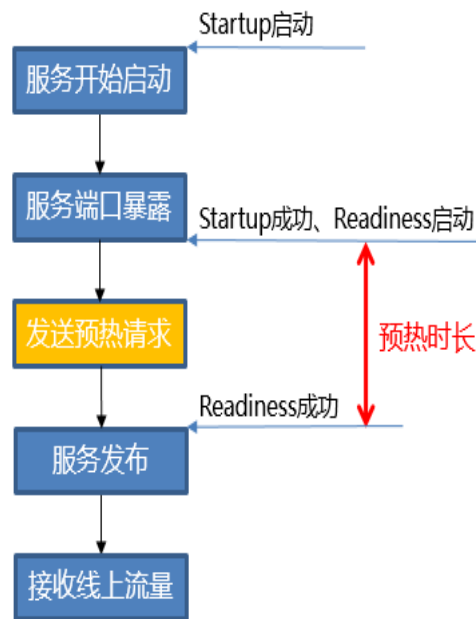 Startup启动
服务开始启动
服务端口暴露
Startup成功、Readiness启动
发送预热请求
预热时长
Readiness成功
服务发布
接收线上流量